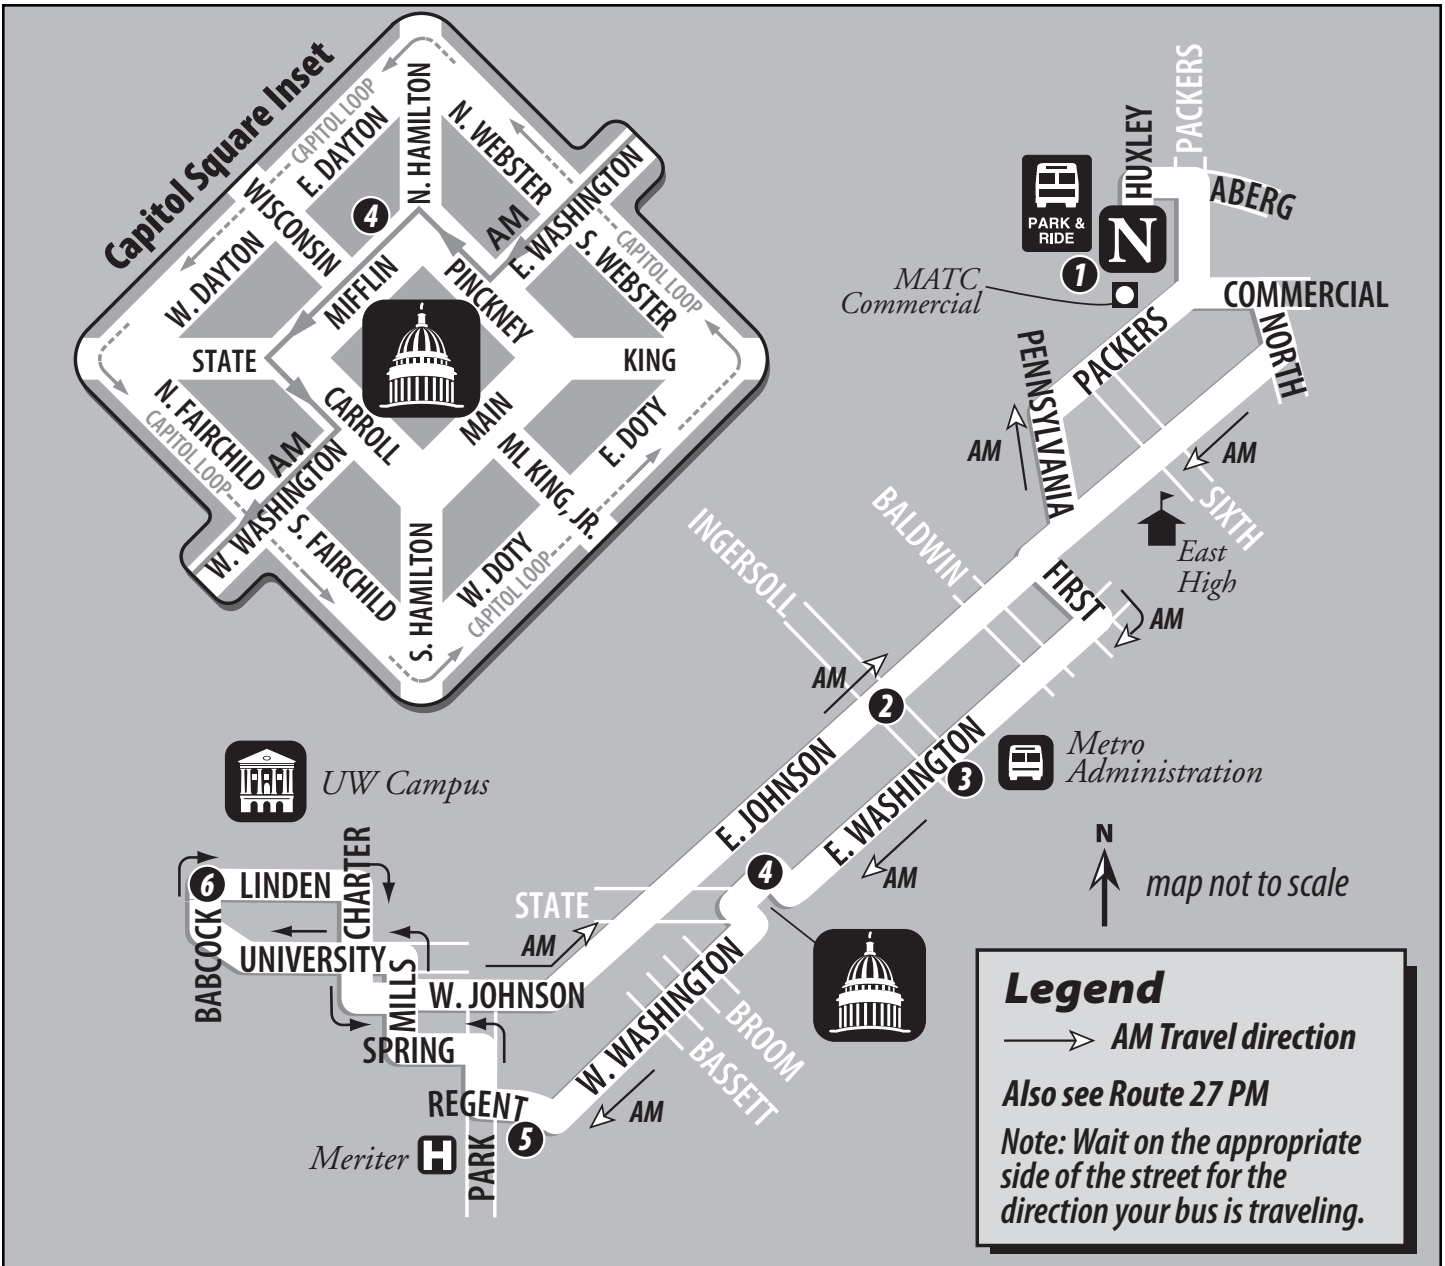 Capitol Square Inset
CAPITOL LOOP
E. DAYTON
N. HAMILTON
N. WEBSTER
WISCONSIN
4
AM
E. WASHINGTON
W. DAYTON
MIFFLIN
PINCKNEY
S. WEBSTER
CAPITOL LOOP
STATE
KING
N. FAIRCHILD
CAPITOL LOOP
CARROLL
MAIN
E. DOTY
AM
W. WASHINGTON
ML KING, JR.
S. FAIRCHILD
S. HAMILTON
W. DOTY
CAPITOL LOOP
PACKERS
HUXLEY
ABERG
PARK &
RIDE
N
1
MATC
Commercial
COMMERCIAL
NORTH
PENNSYLVANIA
PACKERS
AM
AM
SIXTH
East
High
INGERSOLL
BALDWIN
FIRST
AM
AM
2
E. JOHNSON
E. WASHINGTON
3
Metro
Administration
AM
4
UW Campus
CHARTER
6
LINDEN
BABCOCK
UNIVERSITY
MILLS
W. JOHNSON
STATE
AM
SPRING
W. WASHINGTON
BROOM
BASSETT
AM
REGENT
5
Meriter H
PARK
N
map not to scale
Legend
AM Travel direction
Also see Route 27 PM
Note: Wait on the appropriate
side of the street for the
direction your bus is traveling.